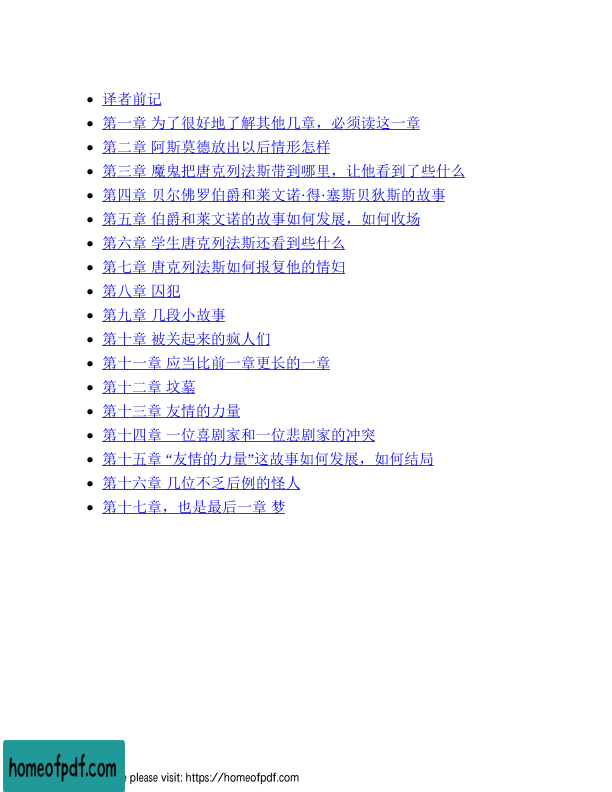 译者前记
第一章 为了很好地了解其他几章，必须读这一章
第二章 阿斯莫德放出以后情形怎样
第三章 魔鬼把唐克列法斯带到哪里，让他看到了些什么
第四章 贝尔佛罗伯爵和莱文诺·得·塞斯贝狄斯的故事
第五章 伯爵和莱文诺的故事如何发展，如何收场
第六章 学生唐克列法斯还看到些什么
第七章 唐克列法斯如何报复他的情妇
第八章 囚犯
第九章 几段小故事
第十章 被关起来的疯人们
第十一章 应当比前一章更长的一章
第十二章 坟墓
第十三章 友情的力量
第十四章 一位喜剧家和一位悲剧家的冲突
第十五章 “友情的力量”这故事如何发展，如何结局
第十六章 几位不乏后例的怪人
第十七章，也是最后一章 梦
homeofpdf.com
please visit: https://homeofpdf.com